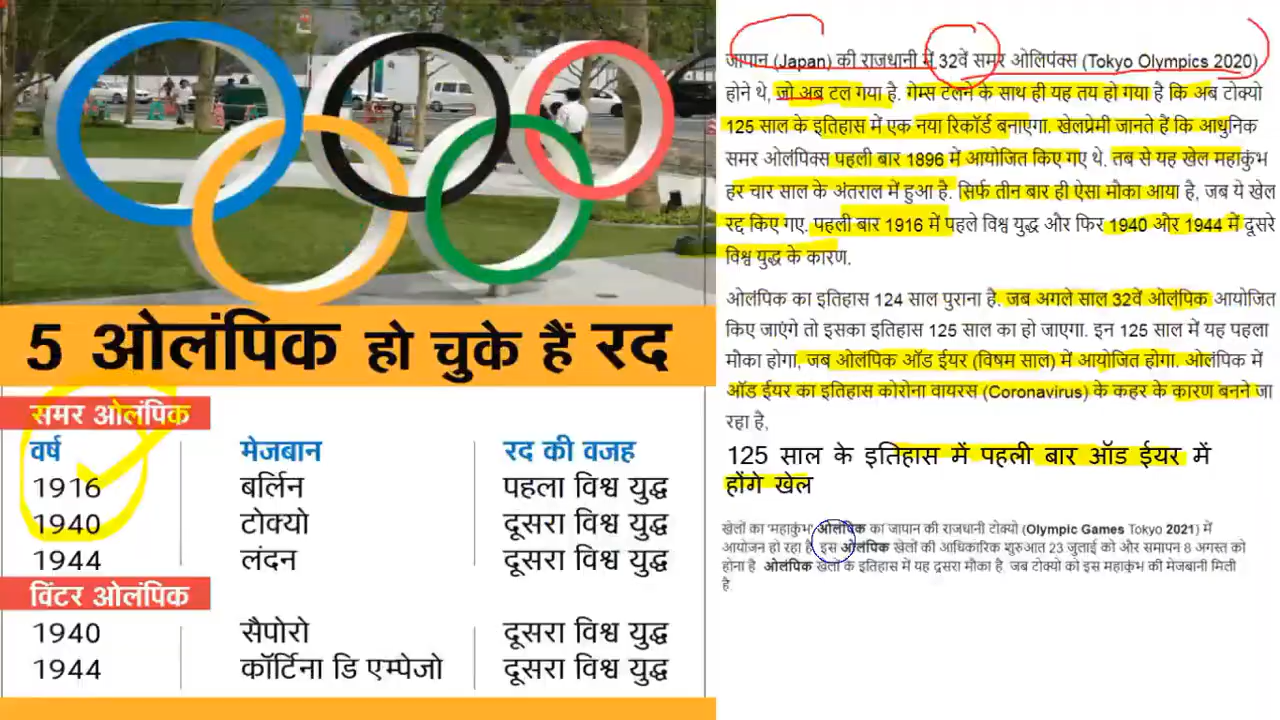 5 ओलंपिक हो चुके हैं रद
समर ओलंपिक
वर्ष मेजबान रद की वजह
1916 बर्लिन पहला विश्व युद्ध
1940 टोक्यो दूसरा विश्व युद्ध
1944 लंदन दूसरा विश्व युद्ध
विंटर ओलंपिक
1940 सैपोरो दूसरा विश्व युद्ध
1944 कॉर्टिना डि एम्पेजो दूसरा विश्व युद्ध
जापान (Japan) की राजधानी में 32वें समर ओलिपंक्स (Tokyo Olympics 2020)
होने थे, जो अब टल गया है. गेम्स टलने के साथ ही यह तय हो गया है कि अब टोक्यो
125 साल के इतिहास में एक नया रिकॉर्ड बनाएगा. खेलप्रेमी जानते हैं कि आधुनिक
समर ओलंपिक्स पहली बार 1896 में आयोजित किए गए थे. तब से यह खेल महाकुंभ
हर चार साल के अंतराल में हुआ है. सिर्फ तीन बार ही ऐसा मौका आया है, जब ये खेल
रद्द किए गए. पहली बार 1916 में पहले विश्व युद्ध और फिर 1940 और 1944 में दूसरे
विश्व युद्ध के कारण.
ओलंपिक का इतिहास 124 साल पुराना है. जब अगले साल 32वें ओलंपिक आयोजित
किए जाएंगे तो इसका इतिहास 125 साल का हो जाएगा. इन 125 साल में यह पहला
मौका होगा, जब ओलंपिक ऑड ईयर (विषम साल) में आयोजित होगा. ओलंपिक में
ऑड ईयर का इतिहास कोरोना वायरस (Coronavirus) के कहर के कारण बनने जा
रहा है,
125 साल के इतिहास में पहली बार ऑड ईयर में
होंगे खेल
खेलों का 'महाकुंभ' ओलंपिक का जापान की राजधानी टोक्यो (Olympic Games Tokyo 2021) में
आयोजन हो रहा है. इस ओलंपिक खेलों की आधिकारिक शुरुआत 23 जुलाई को और समापन 8 अगस्त को
होना है ओलंपिक खेलों के इतिहास में यह दूसरा मौका है जब टोक्यो को इस महाकुंभ की मेजबानी मिली
है